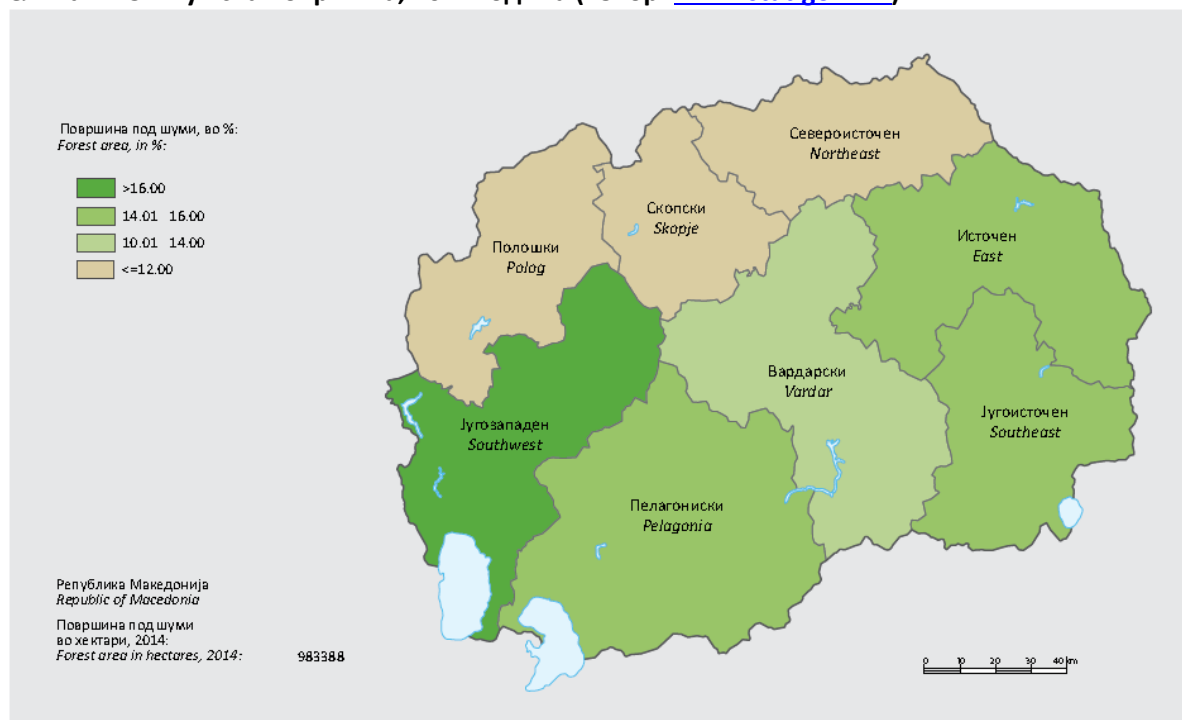 Површина под шуми, во %:
Forest area, in %:
>16.00
14.01 16.00
10.01 14.00
<=12.00
Североисточен
Northeast
Скопски
Skopje
Полошки
Polog
Источен
East
Вардарски
Vardar
Југозападен
Southwest
Југоисточен
Southeast
Пелагониски
Pelagonia
Република Македонија
Republic of Macedonia
Површина под шуми
во хектари, 2014:
Forest area in hectares, 2014: 983388
0 10 20 30 40 km